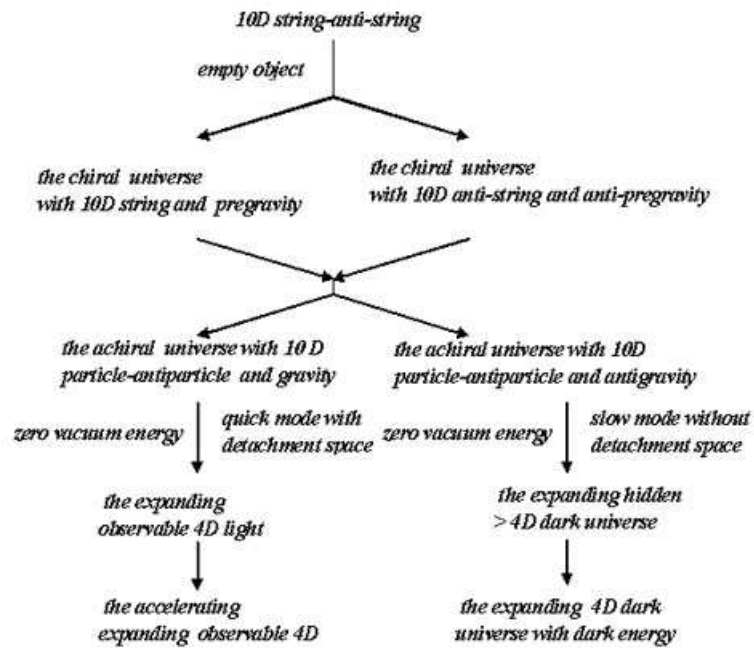 10D string-anti-string
empty object
the chiral universe
with 10D string and pregravity
the chiral universe
with 10D anti-string and anti-pregravity
the achiral universe with 10 D
particle-antiparticle and gravity
the achiral universe with 10D
particle-antiparticle and antigravity
zero vacuum energy
quick mode with
detachment space
zero vacuum energy
slow mode without
detachment space
the expanding
observable 4D light
the expanding hidden
> 4D dark universe
the accelerating
expanding observable 4D
the expanding 4D dark
universe with dark energy